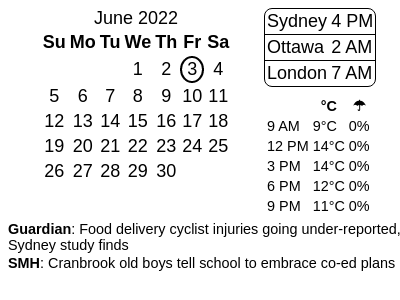 June 2022
Su Mo Tu We Th Fr Sa
1 2 3 4
5 6 7 8 9 10 11
12 13 14 15 16 17 18
19 20 21 22 23 24 25
26 27 28 29 30
Sydney 4 PM
Ottawa 2 AM
London 7 AM
°C ☂
9 AM 9°C 0%
12 PM 14°C 0%
3 PM 14°C 0%
6 PM 12°C 0%
9 PM 11°C 0%
Guardian: Food delivery cyclist injuries going under-reported,
Sydney study finds
SMH: Cranbrook old boys tell school to embrace co-ed plans